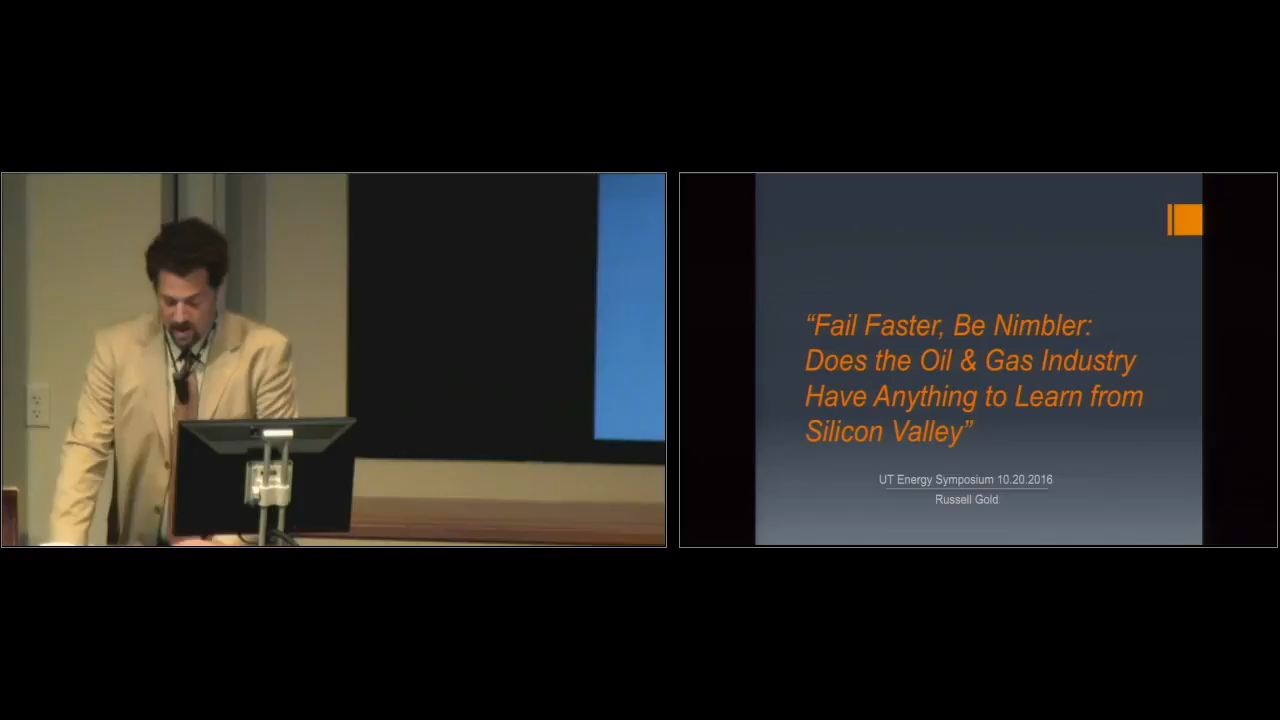 “Fail Faster, Be Nimbler:
Does the Oil & Gas Industry
Have Anything to Learn from
Silicon Valley”
UT Energy Symposium 10.20.2016
Russell Gold